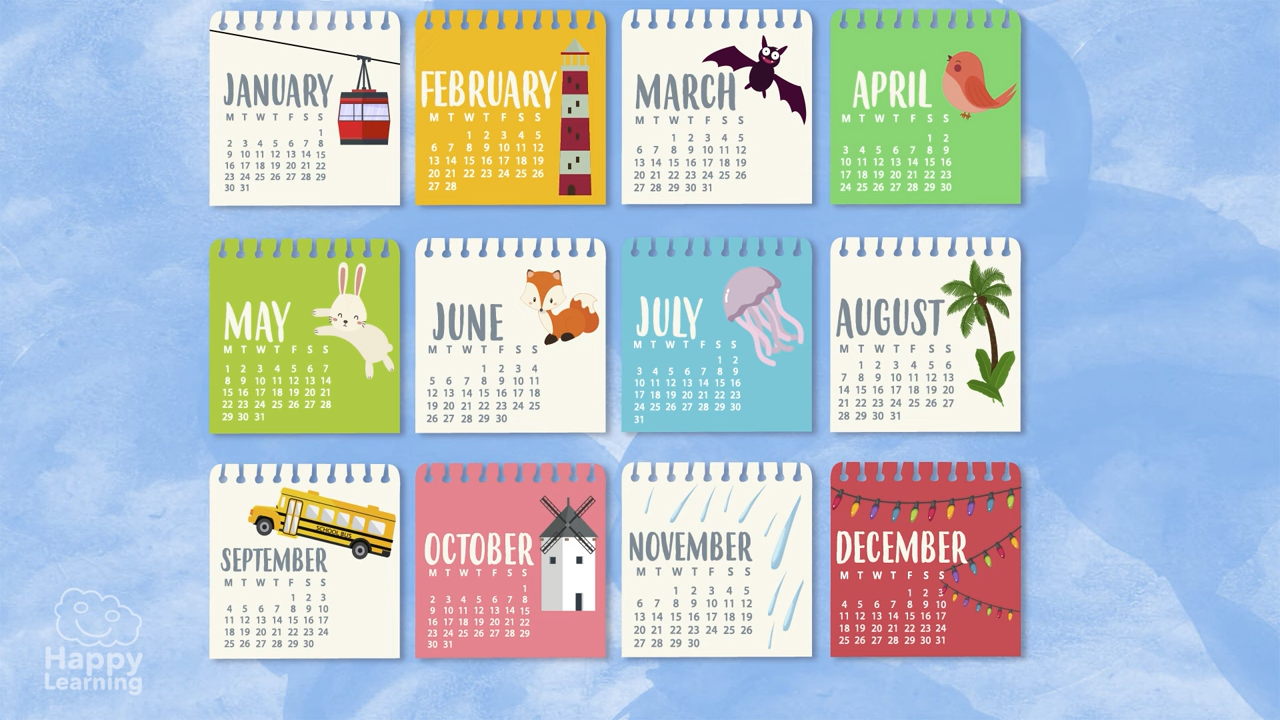 JANUARY
M T W T F S S
1
2 3 4 5 6 7 8
9 10 11 12 13 14 15
16 17 18 19 20 21 22
23 24 25 26 27 28 29
30 31
FEBRUARY
M T W T F S S
1 2 3 4 5
6 7 8 9 10 11 12
13 14 15 16 17 18 19
20 21 22 23 24 25 26
27 28
MARCH
M T W T F S S
1 2 3 4 5
6 7 8 9 10 11 12
13 14 15 16 17 18 19
20 21 22 23 24 25 26
27 28 29 30 31
APRIL
M T W T F S S
1 2
3 4 5 6 7 8 9
10 11 12 13 14 15 16
17 18 19 20 21 22 23
24 25 26 27 28 29 30
MAY
M T W T F S S
1 2 3 4 5 6 7
8 9 10 11 12 13 14
15 16 17 18 19 20 21
22 23 24 25 26 27 28
29 30 31
JUNE
M T W T F S S
1 2 3 4
5 6 7 8 9 10 11
12 13 14 15 16 17 18
19 20 21 22 23 24 25
26 27 28 29 30
JULY
M T W T F S S
1 2
3 4 5 6 7 8 9
10 11 12 13 14 15 16
17 18 19 20 21 22 23
24 25 26 27 28 29 30
31
AUGUST
M T W T F S S
1 2 3 4 5 6
7 8 9 10 11 12 13
14 15 16 17 18 19 20
21 22 23 24 25 26 27
28 29 30 31
SCHOOL BUS
SEPTEMBER
M T W T F S S
1 2 3
4 5 6 7 8 9 10
11 12 13 14 15 16 17
18 19 20 21 22 23 24
25 26 27 28 29 30
OCTOBER
M T W T F S S
1
2 3 4 5 6 7 8
9 10 11 12 13 14 15
16 17 18 19 20 21 22
23 24 25 26 27 28 29
30 31
NOVEMBER
M T W T F S S
1 2 3 4 5
6 7 8 9 10 11 12
13 14 15 16 17 18 19
20 21 22 23 24 25 26
27 28 29 30
DECEMBER
M T W T F S S
1 2 3
4 5 6 7 8 9 10
11 12 13 14 15 16 17
18 19 20 21 22 23 24
25 26 27 28 29 30 31
Happy
Learning